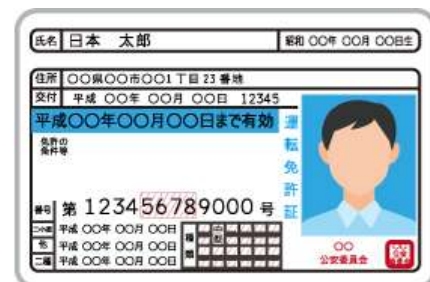 氏名 日本 太郎 昭和 〇〇年 〇〇月 〇〇日生
住所 〇〇県〇〇市〇〇1丁目23番地
交付 平成 〇〇年 〇〇月 〇〇日 12345
平成〇〇年〇〇月〇〇日まで有効
免許の
条件等
運転免許証
番号 第 123456789000 号
平成 〇〇年 〇〇月 〇〇日
他 平成 〇〇年 〇〇月 〇〇日
二種 平成 〇〇年 〇〇月 〇〇日
種類
〇〇
公安委員会